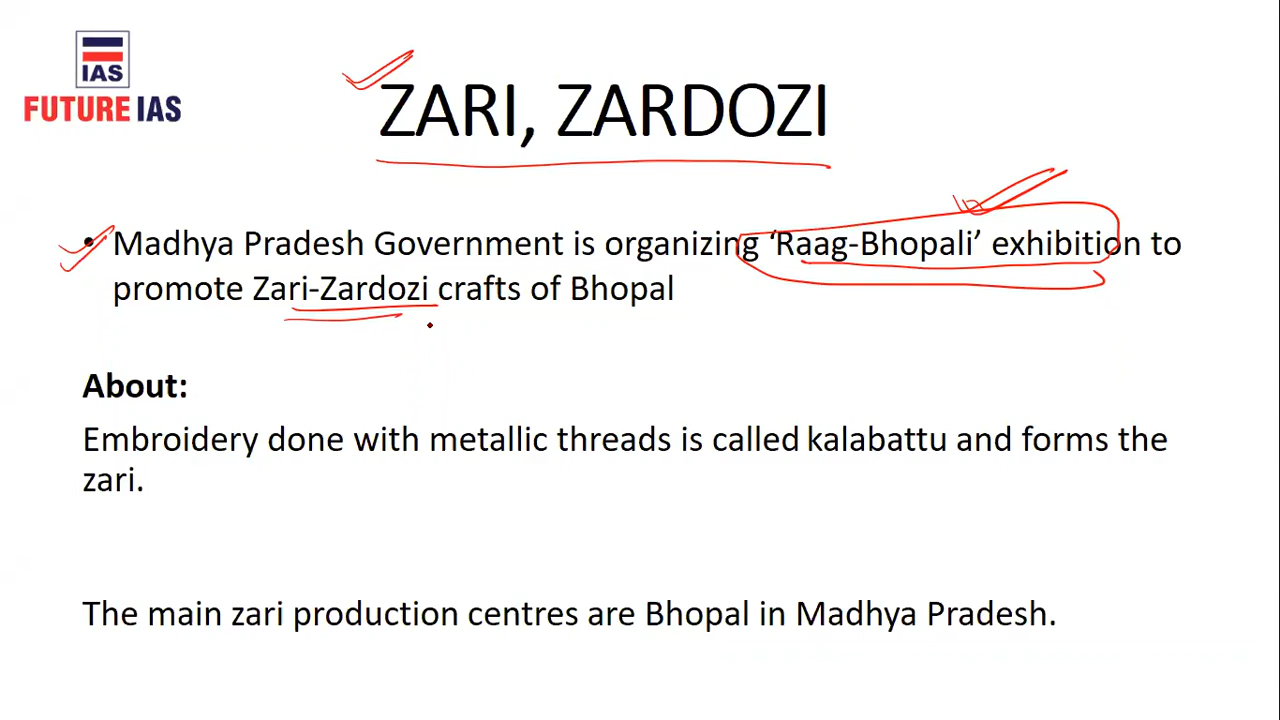 IAS
FUTURE IAS
ZARI, ZARDOZI
• Madhya Pradesh Government is organizing ‘Raag-Bhopali’ exhibition to
promote Zari-Zardozi crafts of Bhopal
About:
Embroidery done with metallic threads is called kalabattu and forms the
zari.
The main zari production centres are Bhopal in Madhya Pradesh.